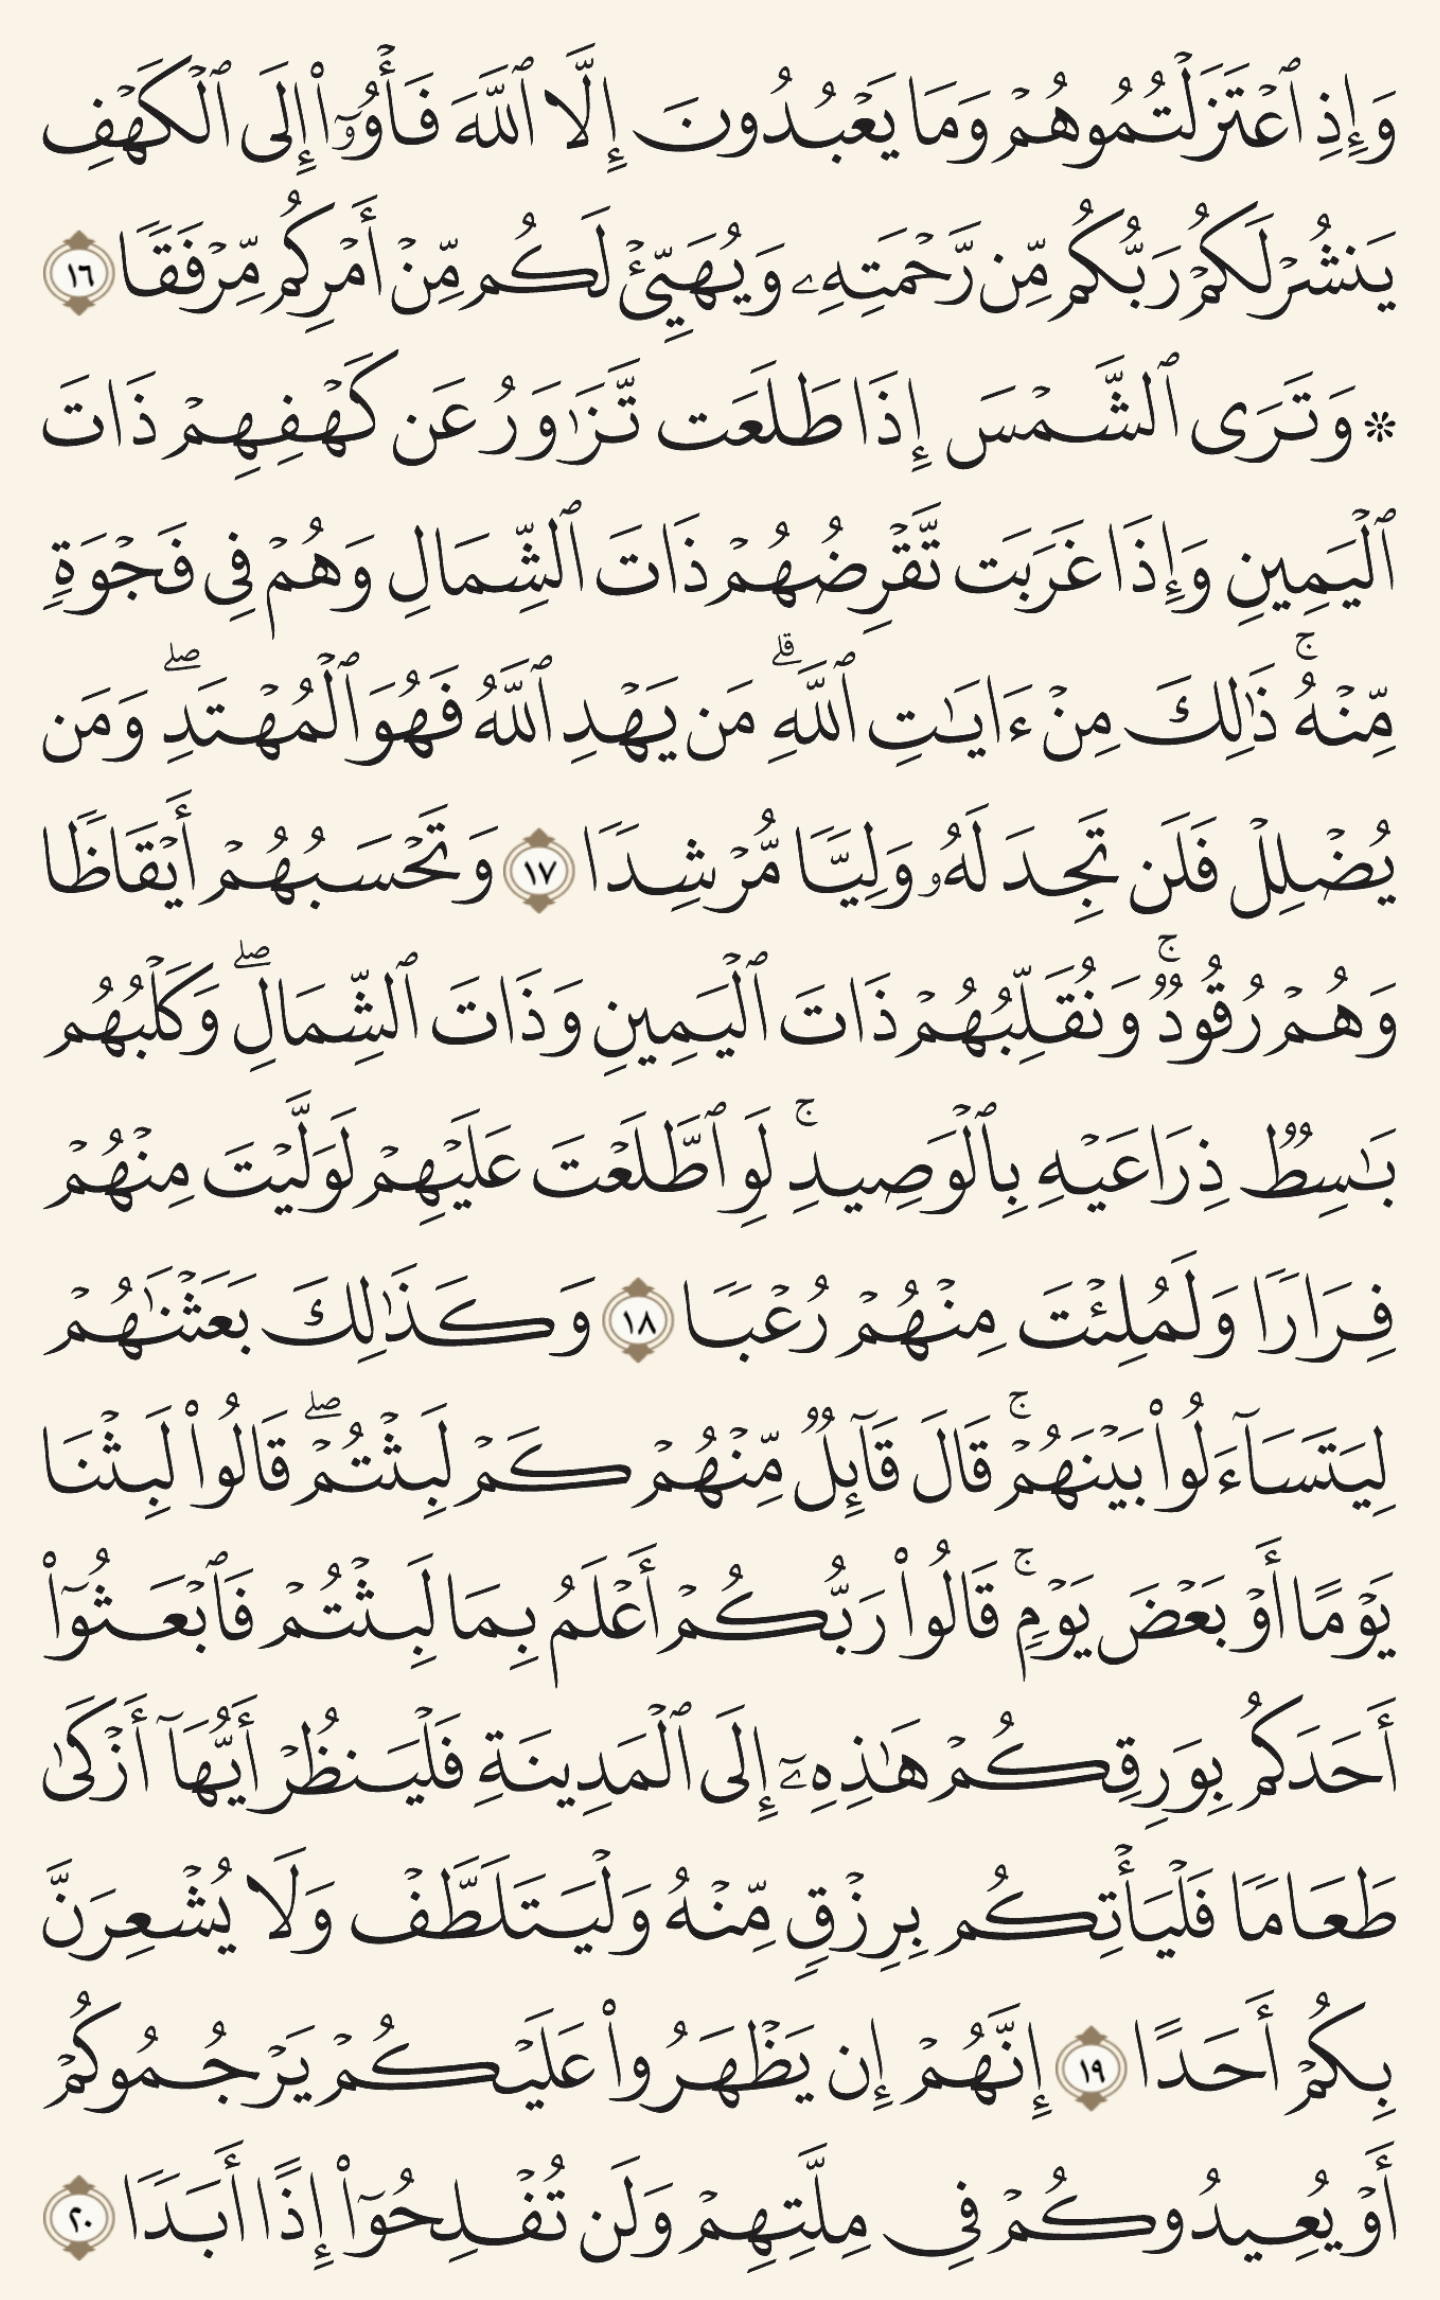 وَإِذِ ٱعْتَزَلْتُمُوهُمْ وَمَا يَعْبُدُونَ إِلَّا ٱللَّهَ فَأْوُۥٓا۟ إِلَى ٱلْكَهْفِ
يَنشُرْ لَكُمْ رَبُّكُم مِّن رَّحْمَتِهِۦ وَيُهَيِّئْ لَكُم مِّنْ أَمْرِكُم مِّرْفَقًا ١٦
۞ وَتَرَى ٱلشَّمْسَ إِذَا طَلَعَت تَّزَٰوَرُ عَن كَهْفِهِمْ ذَاتَ
ٱلْيَمِينِ وَإِذَا غَرَبَت تَّقْرِضُهُمْ ذَاتَ ٱلشِّمَالِ وَهُمْ فِى فَجْوَةٍ
مِّنْهُ ۚ ذَٰلِكَ مِنْ ءَايَٰتِ ٱللَّهِ ۗ مَن يَهْدِ ٱللَّهُ فَهُوَ ٱلْمُهْتَدِ ۖ وَمَن
يُضْلِلْ فَلَن تَجِدَ لَهُۥ وَلِيًّا مُّرْشِدًا ١٧ وَتَحْسَبُهُمْ أَيْقَاظًا
وَهُمْ رُقُودٌ ۚ وَنُقَلِّبُهُمْ ذَاتَ ٱلْيَمِينِ وَذَاتَ ٱلشِّمَالِ ۖ وَكَلْبُهُم
بَٰسِطٌ ذِرَاعَيْهِ بِٱلْوَصِيدِ ۚ لَوِ ٱطَّلَعْتَ عَلَيْهِمْ لَوَلَّيْتَ مِنْهُمْ
فِرَارًا وَلَمُلِئْتَ مِنْهُمْ رُعْبًا ١٨ وَكَذَٰلِكَ بَعَثْنَٰهُمْ
لِيَتَسَآءَلُوا۟ بَيْنَهُمْ ۚ قَالَ قَآئِلٌ مِّنْهُمْ كَمْ لَبِثْتُمْ ۖ قَالُوا۟ لَبِثْنَا
يَوْمًا أَوْ بَعْضَ يَوْمٍ ۚ قَالُوا۟ رَبُّكُمْ أَعْلَمُ بِمَا لَبِثْتُمْ فَٱبْعَثُوٓا۟
أَحَدَكُم بِوَرِقِكُمْ هَٰذِهِۦٓ إِلَى ٱلْمَدِينَةِ فَلْيَنظُرْ أَيُّهَآ أَزْكَىٰ
طَعَامًا فَلْيَأْتِكُم بِرِزْقٍ مِّنْهُ وَلْيَتَلَطَّفْ وَلَا يُشْعِرَنَّ
بِكُمْ أَحَدًا ١٩ إِنَّهُمْ إِن يَظْهَرُوا۟ عَلَيْكُمْ يَرْجُمُوكُمْ
أَوْ يُعِيدُوكُمْ فِى مِلَّتِهِمْ وَلَن تُفْلِحُوٓا۟ إِذًا أَبَدًا ٢٠